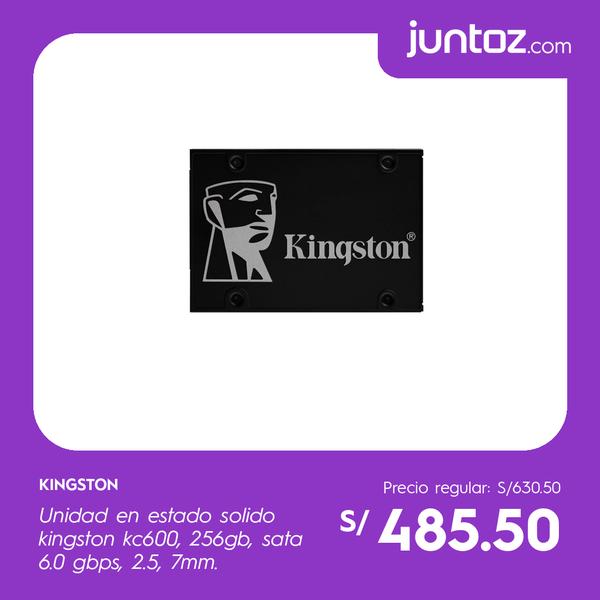 juntoz.com
Kingston®
KINGSTON
Unidad en estado solido
kingston kc600, 256gb, sata
6.0 gbps, 2.5, 7mm.
Precio regular: S/630.50
S/ 485.50